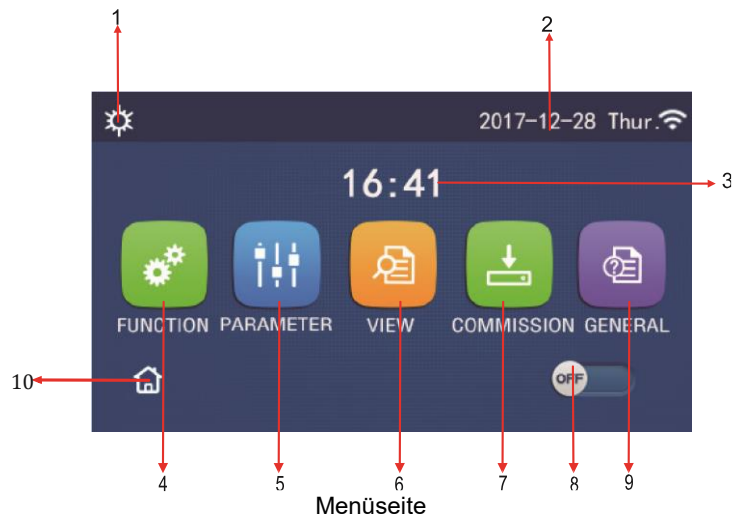 1
2
2017-12-28 Thur.
16:41
3
FUNCTION PARAMETER VIEW COMMISSION GENERAL
10
OFF
4 5 6 7 8 9
Menüseite